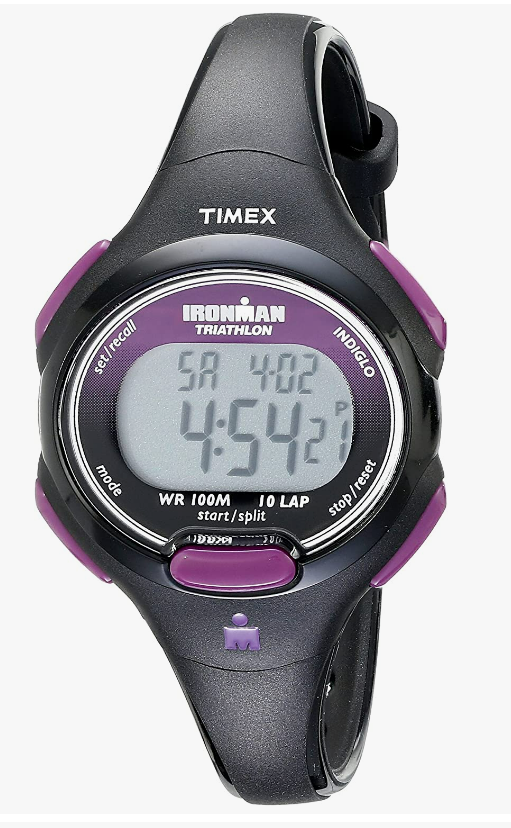 TIMEX
IRONMAN
TRIATHLON
set/recall
INDIGLO
SA 4-02
P
4:54 21
mode
stop/reset
WR 100M 10 LAP
start/split